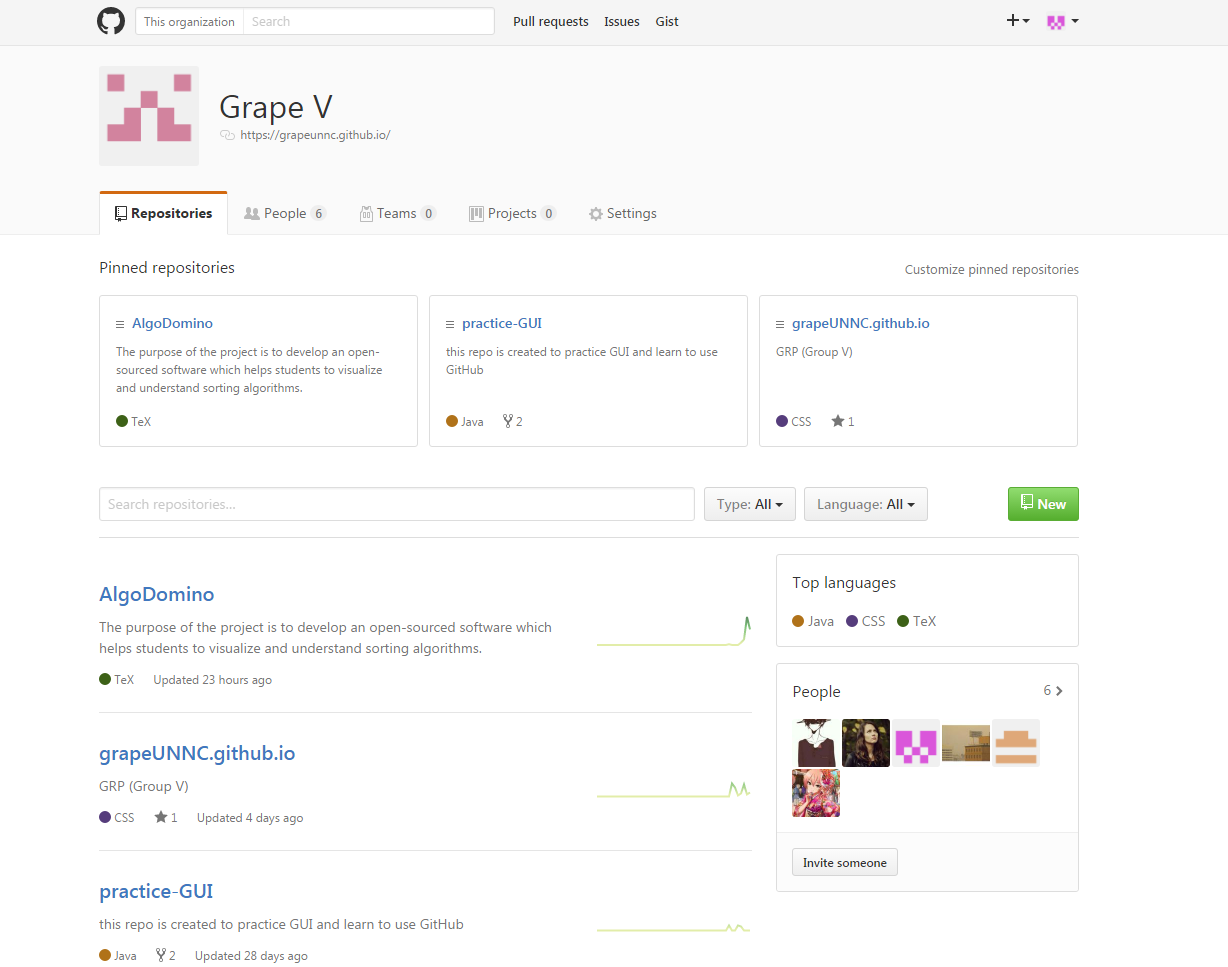 This organization Search Pull requests Issues Gist
Grape V
https://grapeunnc.github.io/
Repositories People 6 Teams 0 Projects 0 Settings
Pinned repositories Customize pinned repositories
AlgoDomino
The purpose of the project is to develop an open-
sourced software which helps students to visualize
and understand sorting algorithms.
TeX
practice-GUI
this repo is created to practice GUI and learn to use
GitHub
Java 2
grapeUNNC.github.io
GRP (Group V)
CSS 1
Search repositories... Type: All Language: All New
AlgoDomino
The purpose of the project is to develop an open-sourced software which
helps students to visualize and understand sorting algorithms.
TeX Updated 23 hours ago
grapeUNNC.github.io
GRP (Group V)
CSS 1 Updated 4 days ago
practice-GUI
this repo is created to practice GUI and learn to use GitHub
Java 2 Updated 28 days ago
Top languages
Java CSS TeX
People 6
Invite someone